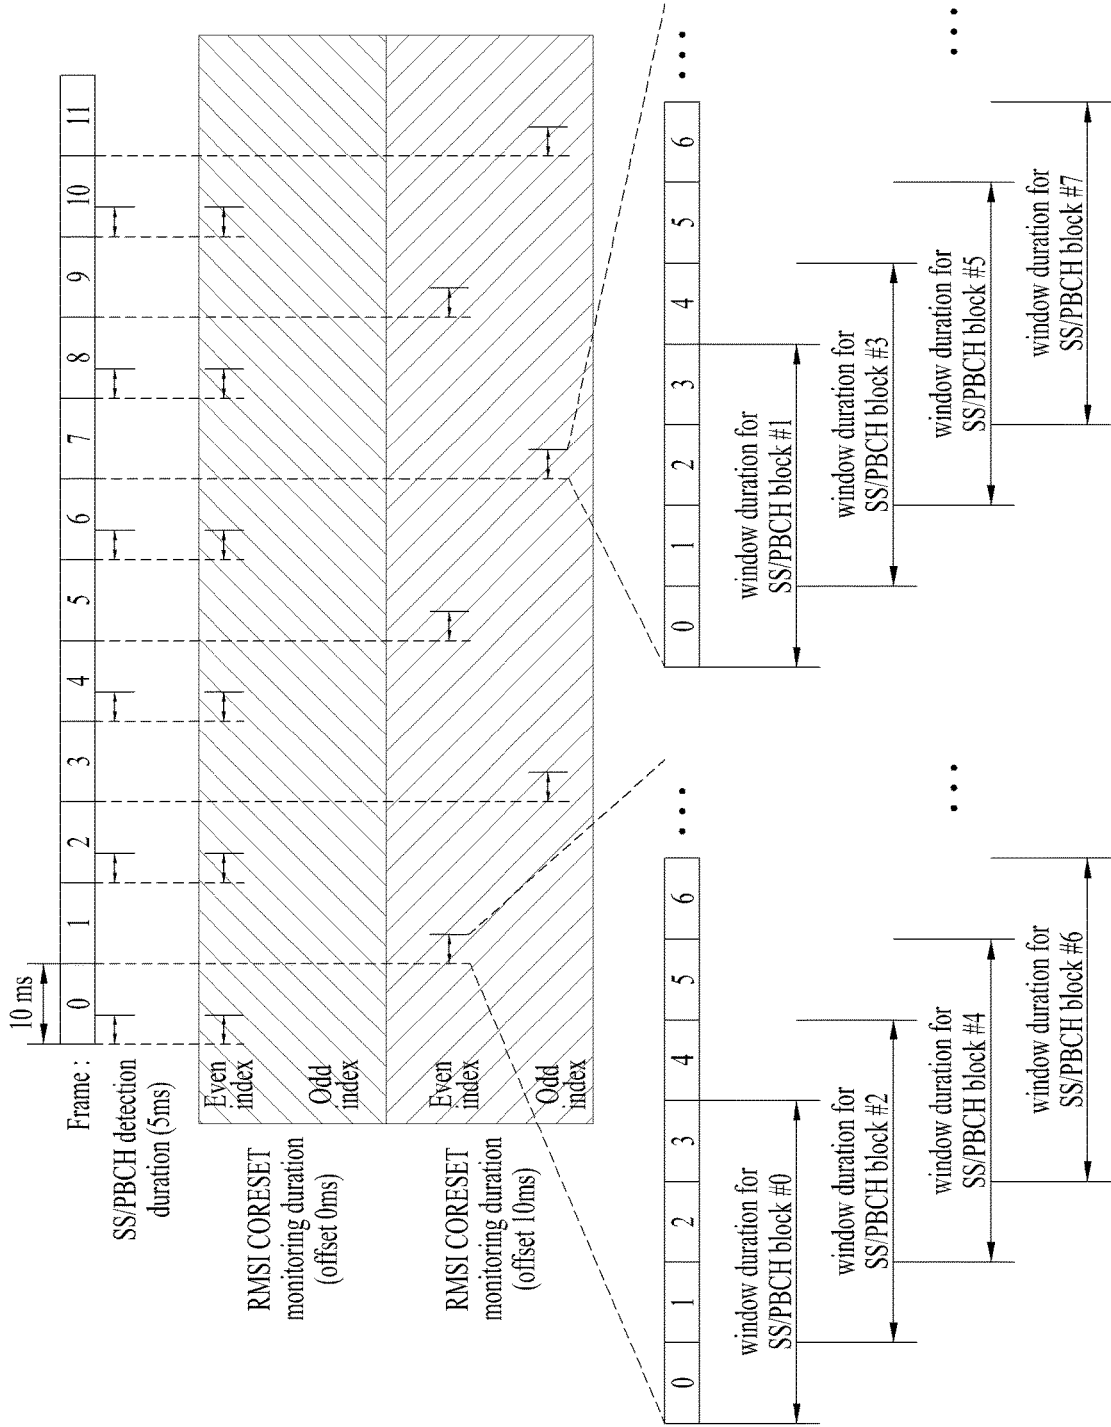 10 ms
Frame :
0 1 2 3 4 5 6 7 8 9 10 11
SS/PBCH detection
duration (5ms)
RMSI CORESET
monitoring duration
(offset 0ms)
Even
index
Odd
index
RMSI CORESET
monitoring duration
(offset 10ms)
Even
index
Odd
index
0 1 2 3 4 5 6
window duration for
SS/PBCH block #0
window duration for
SS/PBCH block #2
window duration for
SS/PBCH block #4
window duration for
SS/PBCH block #6
0 1 2 3 4 5 6
window duration for
SS/PBCH block #1
window duration for
SS/PBCH block #3
window duration for
SS/PBCH block #5
window duration for
SS/PBCH block #7